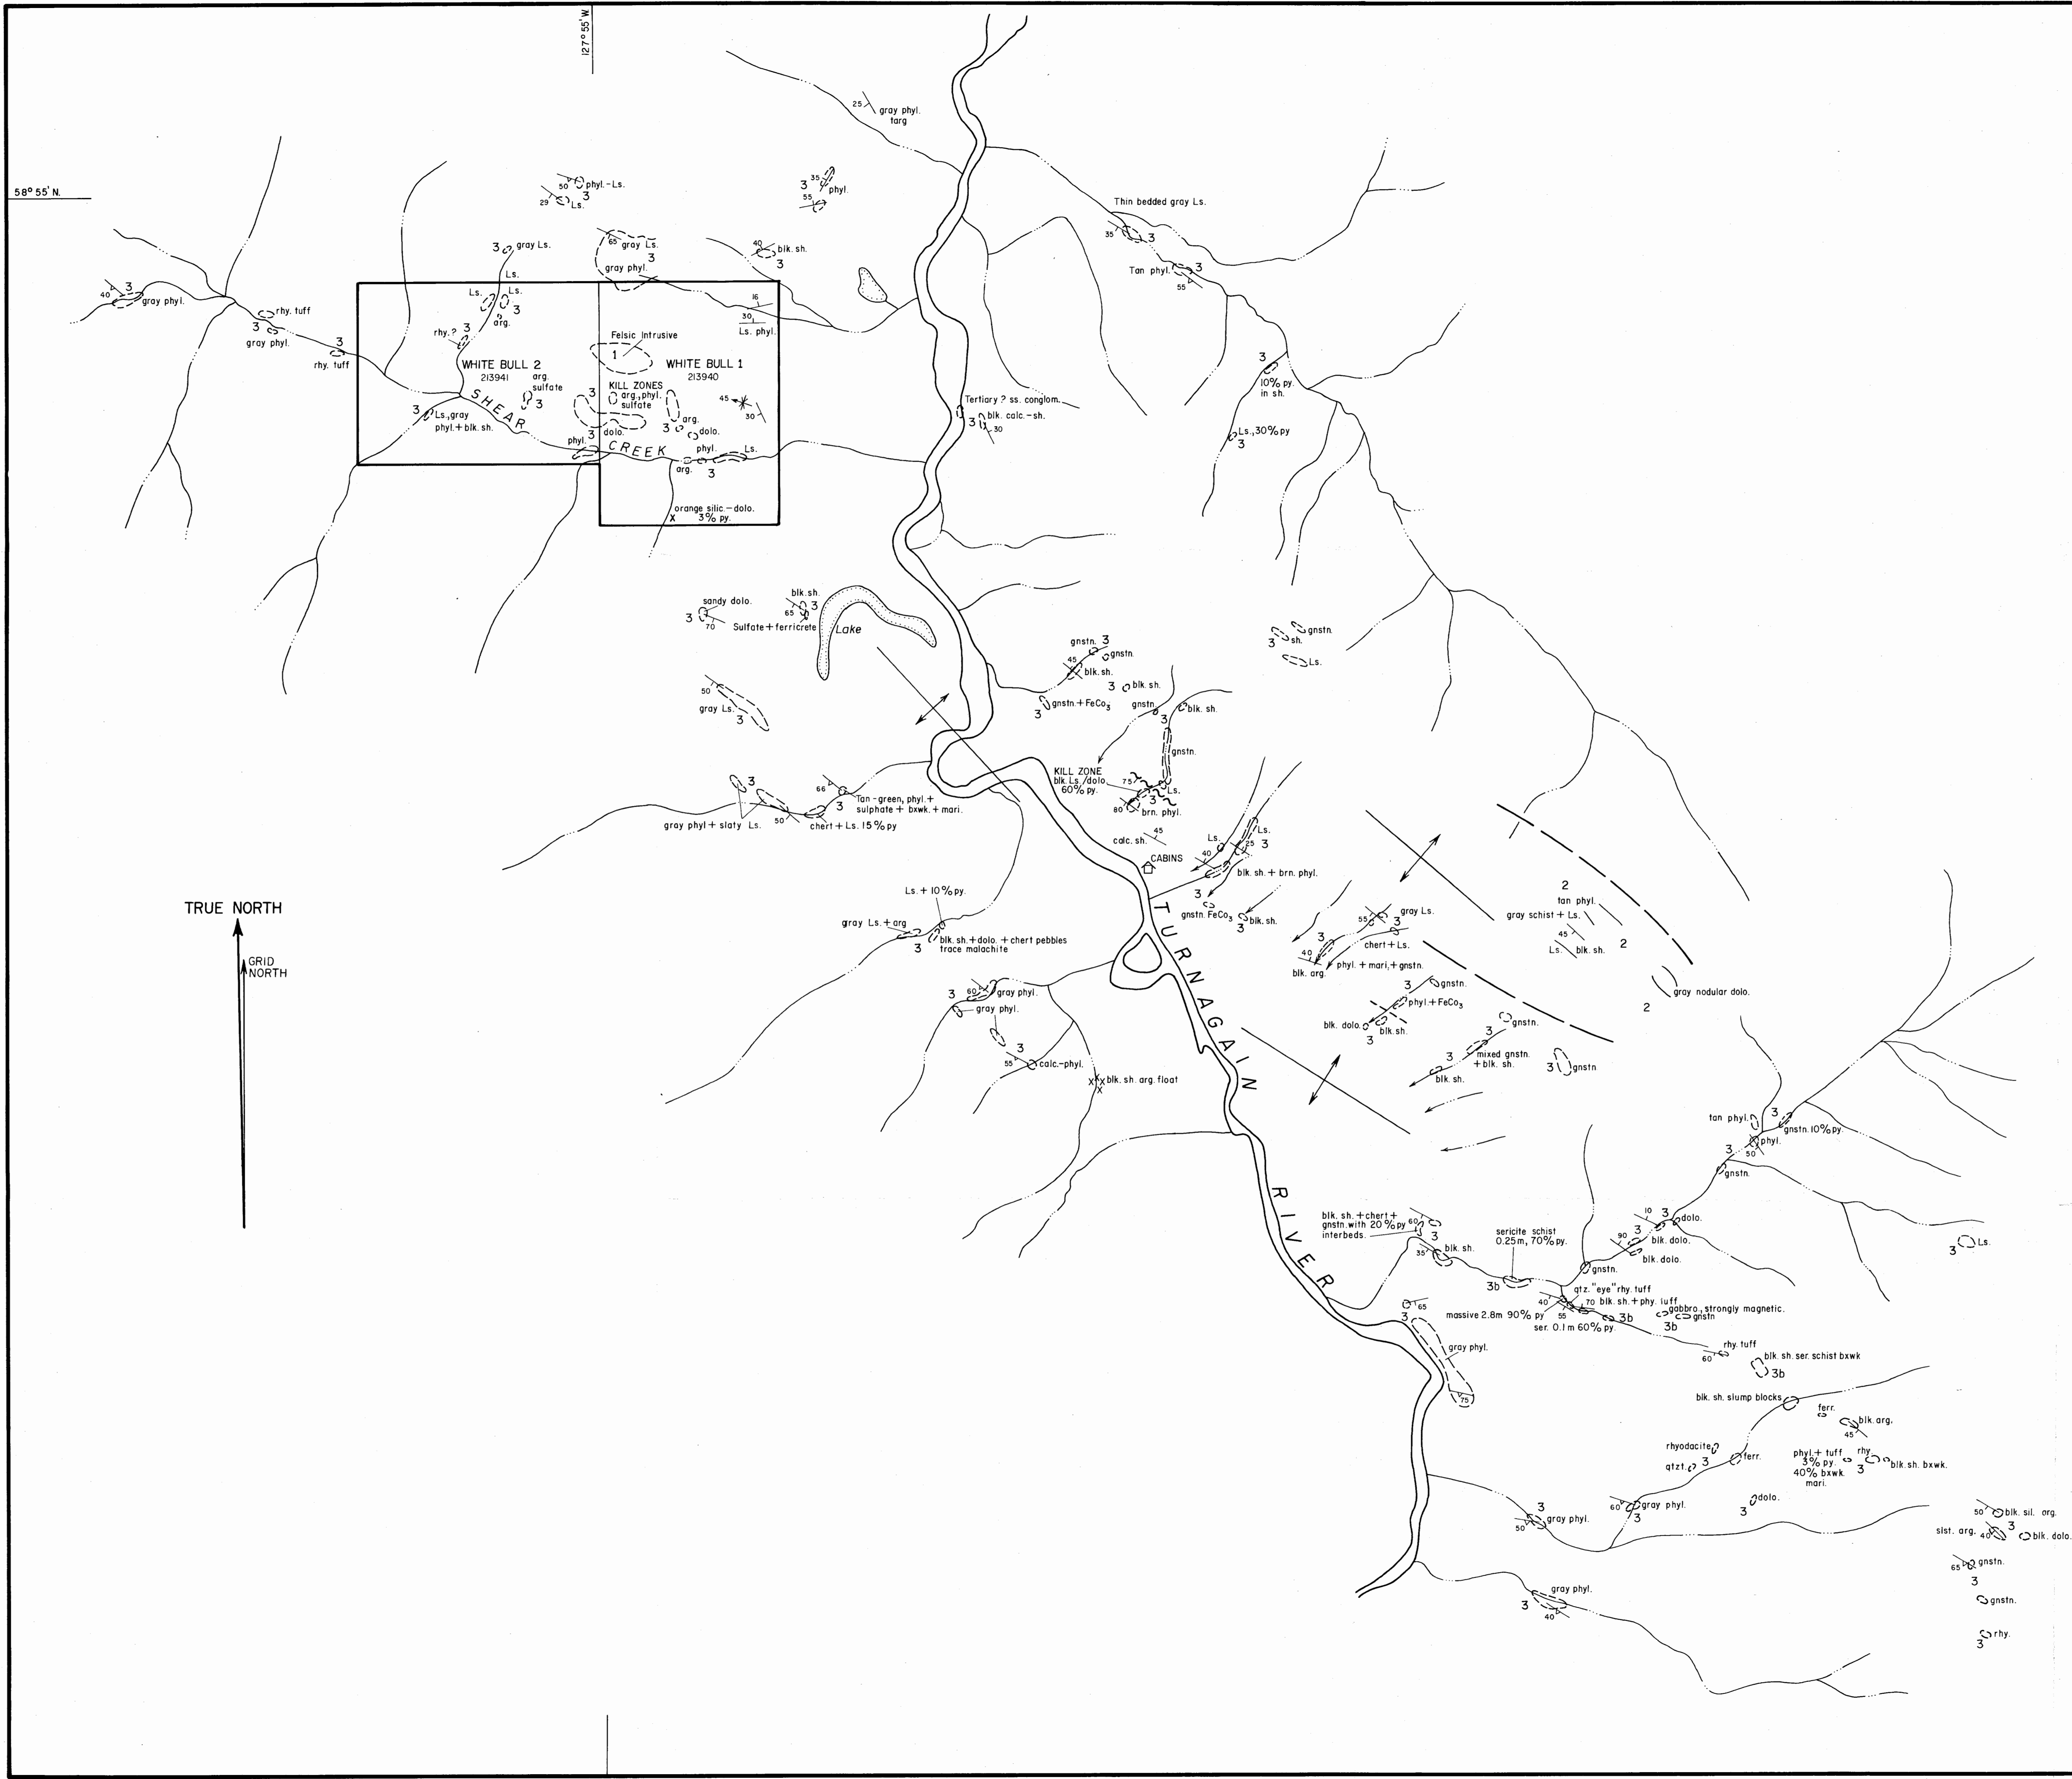 127° 55' W.
58° 55' N.
25
gray phyl.
targ
50
phyl.-Ls.
3
29
Ls.
3
35
phyl.
55
Thin bedded gray Ls.
35
3
Tan phyl.
3
55
3
gray Ls.
65
gray Ls.
3
gray phyl.
40
blk. sh.
3
40
3
gray phyl.
rhy. tuff
3
gray phyl.
3
rhy. tuff
Ls.
Ls.
Ls.
3
arg.
rhy. ?
3
16
30
Ls. phyl.
Felsic Intrusive
1
WHITE BULL 2
213941
WHITE BULL 1
213940
arg.
sulfate
3
3
KILL ZONES
arg., phyl.
sulfate
45
30
3
Ls., gray
phyl.+ blk. sh.
SHEAR
CREEK
3
dolo.
arg.
3
dolo.
phyl.
phyl.
Ls.
arg.
3
orange silic.-dolo.
X 3% py.
Tertiary ? ss. conglom.
3
blk. calc.-sh.
30
3
10% py.
in sh.
Ls., 30% py
3
sandy dolo.
3
70
blk. sh.
3
65
Sulfate + ferricrete
Lake
gnstn. 3
gnstn.
45
blk. sh.
3
blk. sh.
gnstn.+ FeCo3
3
gnstn.
3
blk. sh.
gnstn.
3
sh.
Ls.
gnstn.
50
gray Ls.
3
KILL ZONE
blk. Ls./dolo.
60% py.
75
Ls.
3
80
brn. phyl.
3
66
Tan-green, phyl.+
sulphate + bxwk.+ mari.
3
50
gray phyl + slaty Ls.
chert + Ls. 15% py
calc. sh.
45
CABINS
Ls.
40
Ls.
3
25
blk. sh.+ brn. phyl.
3
gnstn. FeCo3
blk. sh.
3
TRUE NORTH
GRID
NORTH
Ls. + 10% py.
gray Ls.+ arg
3
blk. sh.+dolo. + chert pebbles
trace malachite
TURNAGAIN
RIVER
55
gray Ls.
3
chert + Ls.
3
40
blk. arg.
phyl. + mari,+ gnstn.
2
tan phyl.
gray schist + Ls.
45
Ls.
blk. sh.
2
gray nodular dolo.
2
3
60
gray phyl.
gray phyl.
3
55
calc.-phyl.
X X X
X
blk. sh. arg. float
3
gnstn.
phyl.+ FeCo3
blk. dolo.
blk. sh.
3
gnstn.
3
mixed gnstn.
+ blk. sh.
3
blk. sh.
3
gnstn
tan phyl.
3
gnstn. 10% py.
phyl.
50
3
gnstn.
blk. sh. +chert +
gnstn. with 20% py
interbeds.
60
3
35
blk. sh.
sericite schist
0.25m, 70% py.
3b
10
3
dolo.
3
90
blk. dolo.
blk. dolo.
gnstn.
3
Ls.
qtz. "eye" rhy. tuff
40
70
blk. sh.+ phy. tuff
massive 2.8m 90% py
55
3b
ser. 0.1m 60% py.
gabbro, strongly magnetic.
gnstn
3b
65
3
gray phyl.
75
rhy. tuff
60
blk. sh. ser. schist bxwk
3b
blk. sh. slump blocks
ferr.
blk. arg.
45
rhyodacite
3
qtzt.
ferr.
phyl.+ tuff
3% py.
40% bxwk.
mari.
rhy.
3
blk. sh. bxwk.
60
gray phyl.
3
dolo.
3
3
gray phyl.
50
50
blk. sil. arg.
3
slst. arg.
40
blk. dolo.
65
gnstn.
3
gnstn.
rhy.
3
gray phyl.
3
40